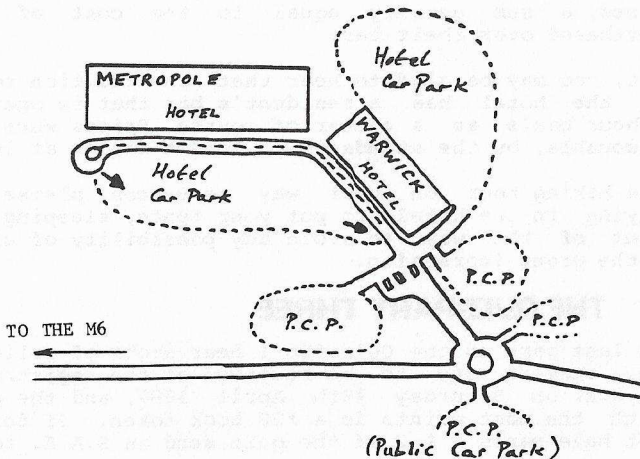 METROPOLE
HOTEL
Hotel
Car Park
WARWICK
HOTEL
Hotel
Car Park
P.C.P.
P.C.P.
P.C.P
TO THE M6
P.C.P.
(Public Car Park)